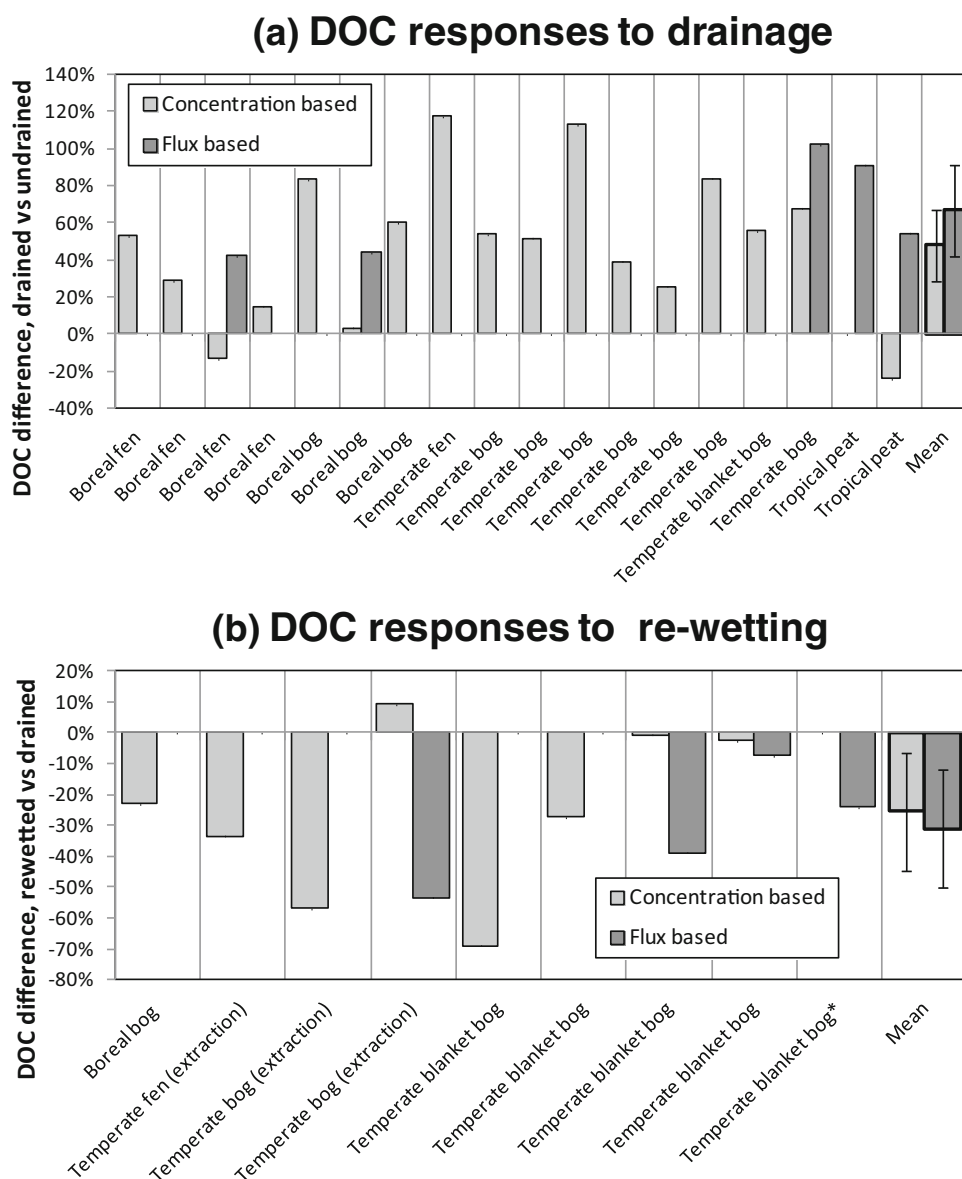 (a) DOC responses to drainage
DOC difference, drained vs undrained
140%
120%
100%
80%
60%
40%
20%
0%
-20%
-40%
Concentration based
Flux based
Boreal fen
Boreal fen
Boreal fen
Boreal fen
Boreal bog
Boreal bog
Boreal bog
Temperate fen
Temperate bog
Temperate bog
Temperate bog
Temperate bog
Temperate bog
Temperate bog
Temperate blanket bog
Temperate bog
Tropical peat
Tropical peat
Mean
(b) DOC responses to re-wetting
DOC difference, rewetted vs drained
20%
10%
0%
-10%
-20%
-30%
-40%
-50%
-60%
-70%
-80%
Concentration based
Flux based
Boreal bog
Temperate fen (extraction)
Temperate bog (extraction)
Temperate bog (extraction)
Temperate blanket bog
Temperate blanket bog
Temperate blanket bog
Temperate blanket bog
Temperate blanket bog*
Mean